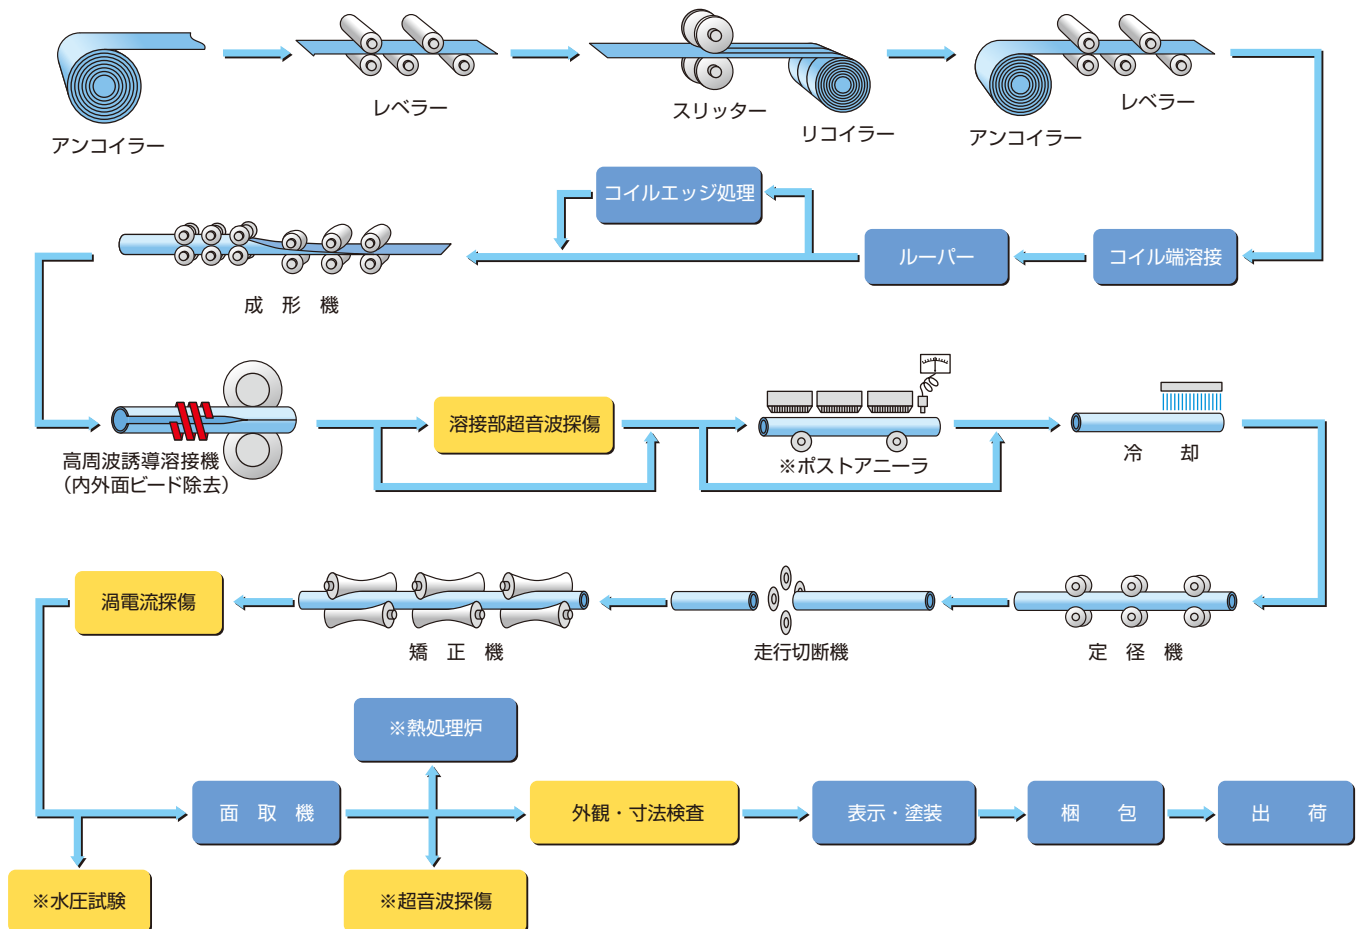 アンコイラー
レベラー
スリッター
リコイラー
アンコイラー
レベラー
コイルエッジ処理
ルーパー
コイル端溶接
成形機
高周波誘導溶接機
(内外面ビード除去)
溶接部超音波探傷
※ポストアニーラ
冷却
渦電流探傷
矯正機
走行切断機
定径機
※熱処理炉
面取機
外観・寸法検査
表示・塗装
梱包
出荷
※水圧試験
※超音波探傷